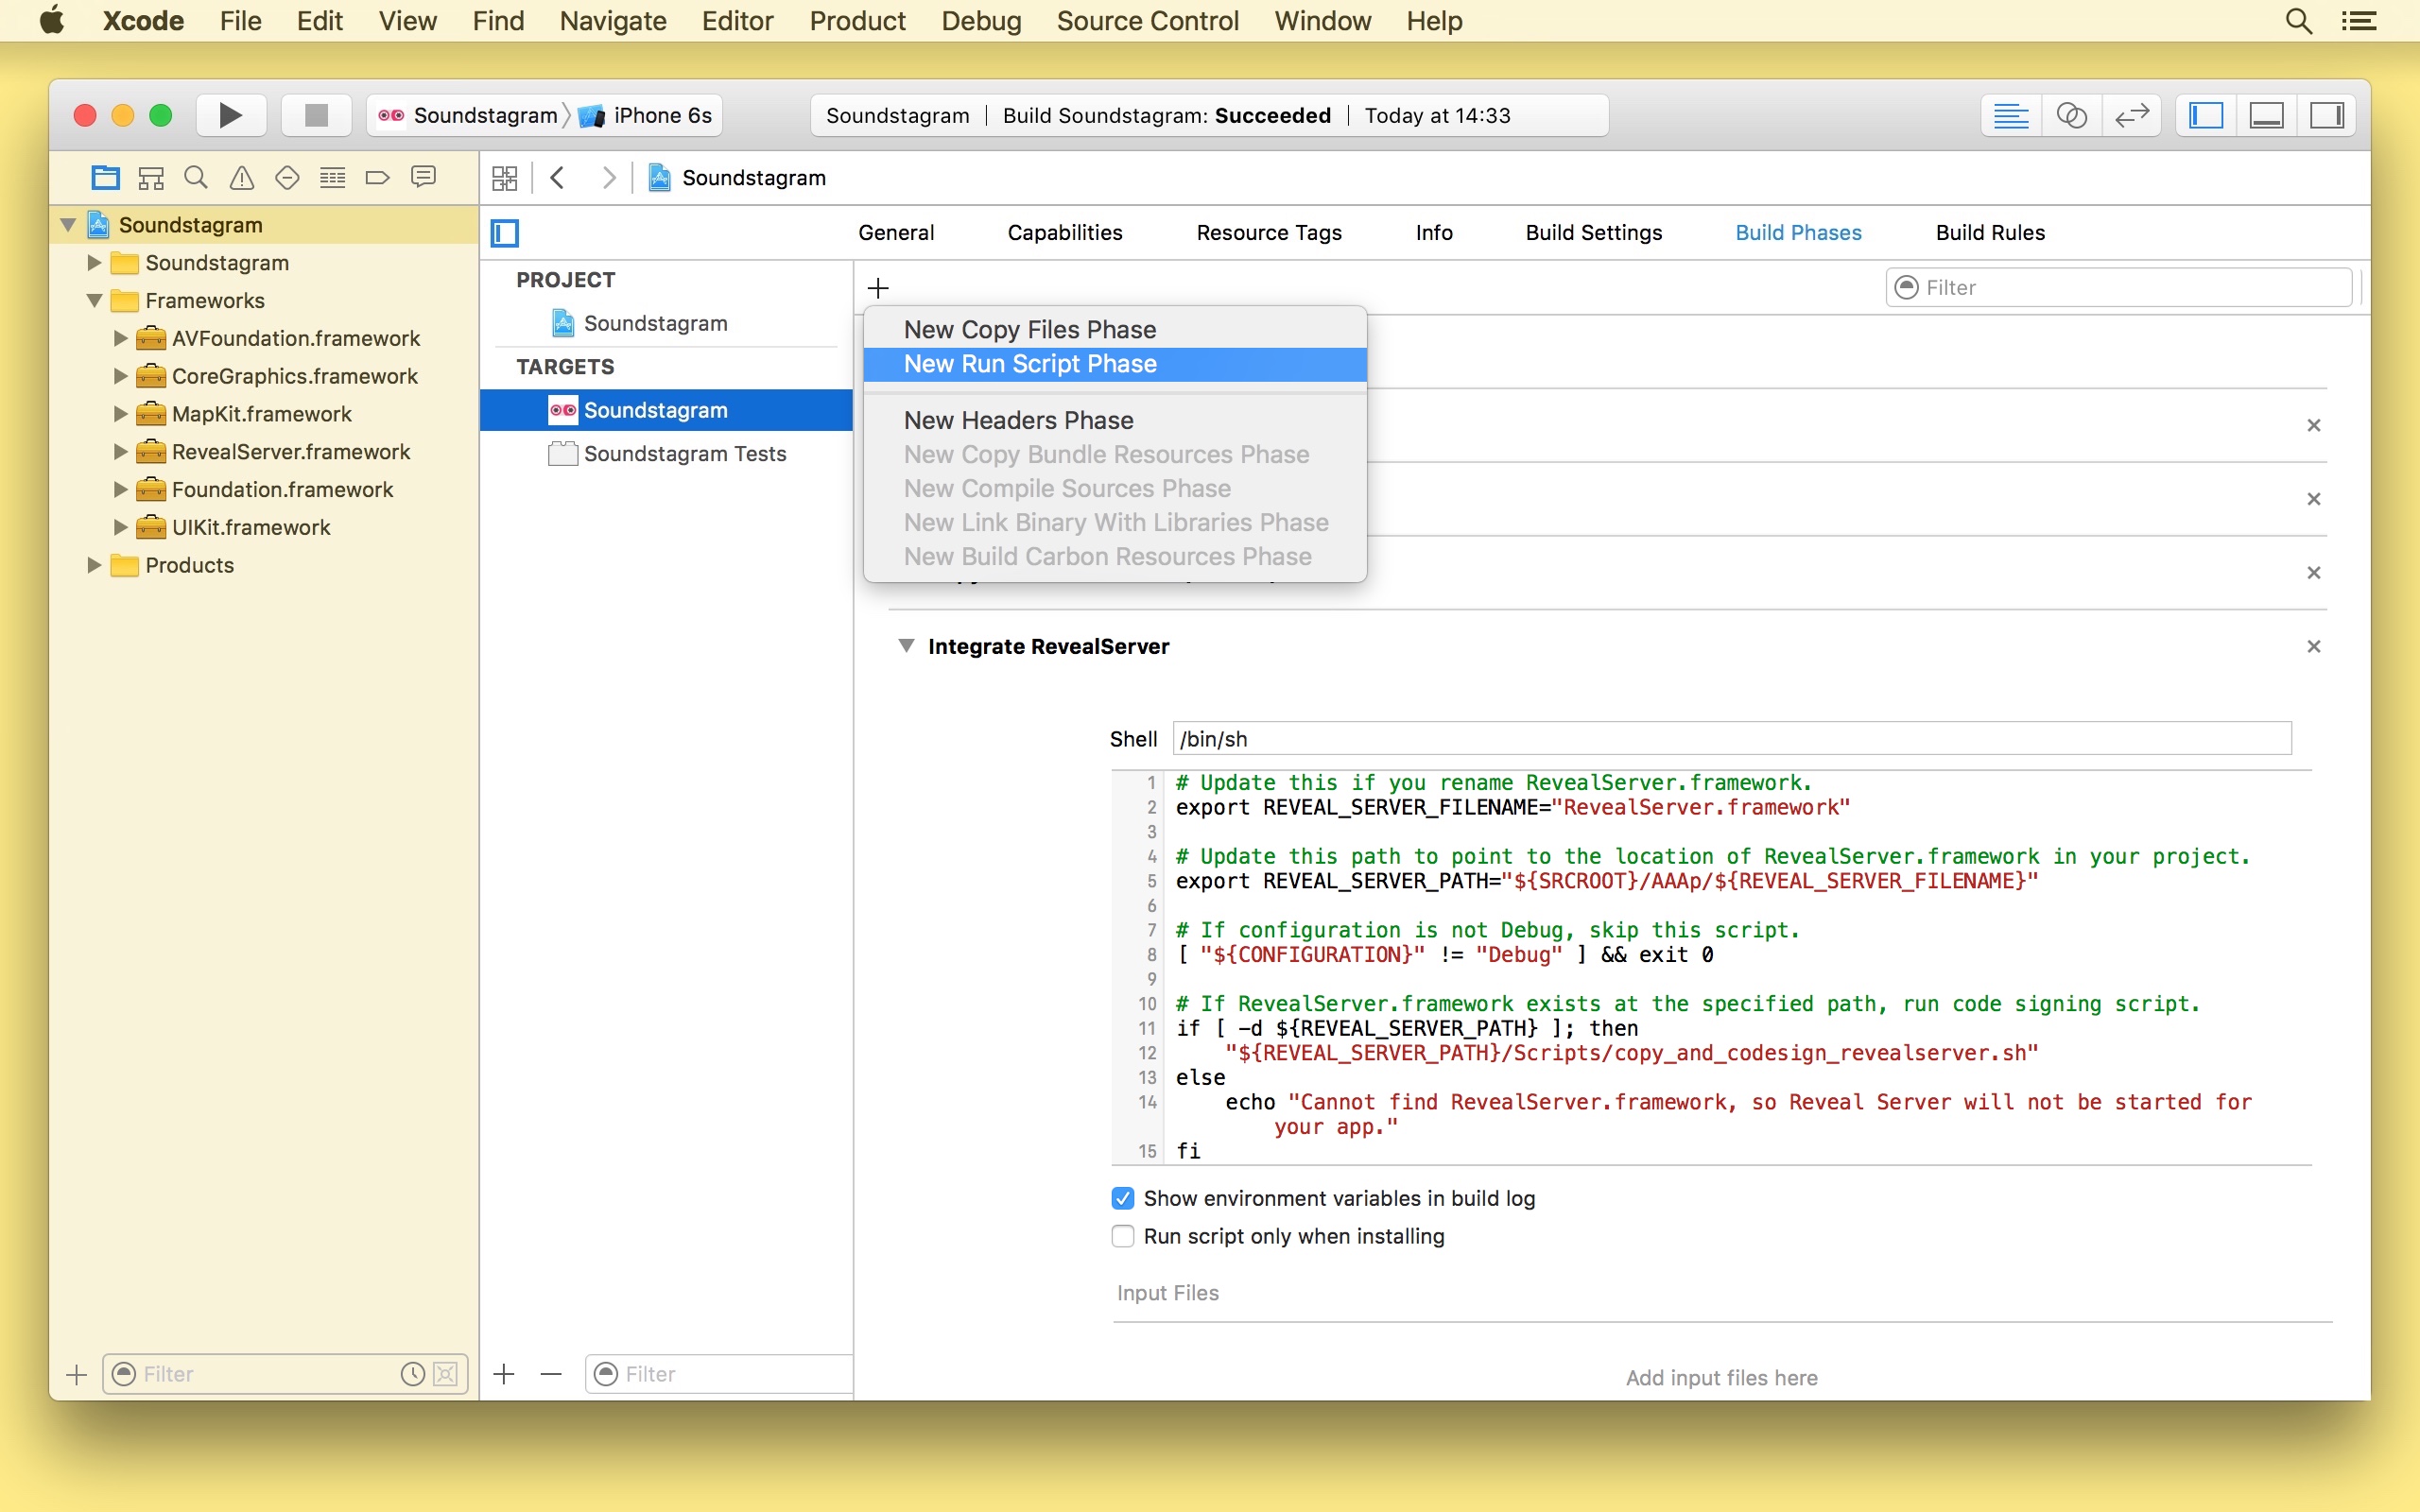 Xcode File Edit View Find Navigate Editor Product Debug Source Control Window Help
Soundstagram iPhone 6s
Soundstagram | Build Soundstagram: Succeeded | Today at 14:33
Soundstagram
Soundstagram
Soundstagram
Frameworks
AVFoundation.framework
CoreGraphics.framework
MapKit.framework
RevealServer.framework
Foundation.framework
UIKit.framework
Products
Filter
General Capabilities Resource Tags Info Build Settings Build Phases Build Rules
PROJECT
Soundstagram
TARGETS
Soundstagram
Soundstagram Tests
Filter
Filter
New Copy Files Phase
New Run Script Phase
New Headers Phase
New Copy Bundle Resources Phase
New Compile Sources Phase
New Link Binary With Libraries Phase
New Build Carbon Resources Phase
Integrate RevealServer
Shell /bin/sh
1 # Update this if you rename RevealServer.framework.
2 export REVEAL_SERVER_FILENAME="RevealServer.framework"
3
4 # Update this path to point to the location of RevealServer.framework in your project.
5 export REVEAL_SERVER_PATH="${SRCROOT}/AAAp/${REVEAL_SERVER_FILENAME}"
6
7 # If configuration is not Debug, skip this script.
8 [ "${CONFIGURATION}" != "Debug" ] && exit 0
9
10 # If RevealServer.framework exists at the specified path, run code signing script.
11 if [ -d ${REVEAL_SERVER_PATH} ]; then
12 "${REVEAL_SERVER_PATH}/Scripts/copy_and_codesign_revealserver.sh"
13 else
14 echo "Cannot find RevealServer.framework, so Reveal Server will not be started for
your app."
15 fi
Show environment variables in build log
Run script only when installing
Input Files
Add input files here